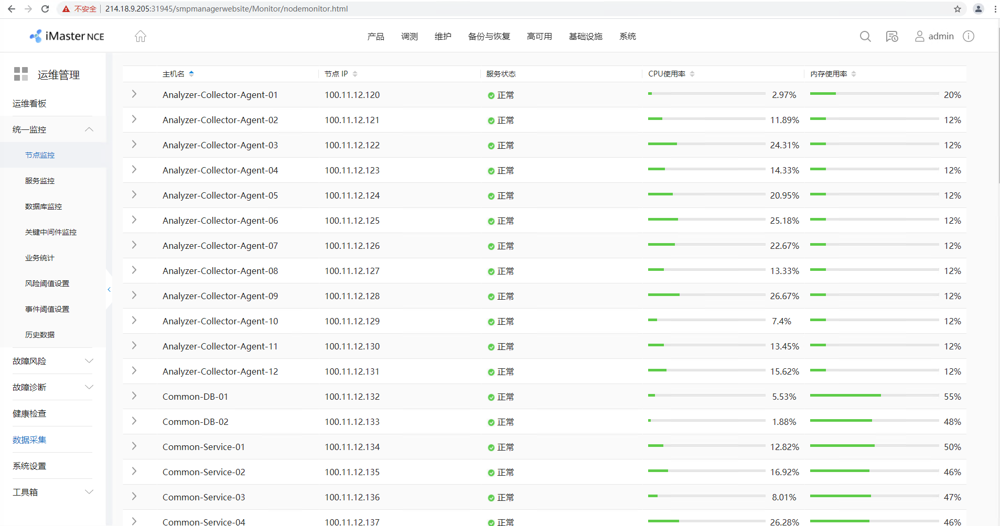 不安全 214.18.9.205:31945/smpmanagerwebsite/Monitor/nodemonitor.html
iMaster NCE 产品 调测 维护 备份与恢复 高可用 基础设施 系统 admin
运维管理
运维看板
统一监控
节点监控
服务监控
数据库监控
关键中间件监控
业务统计
风险阈值设置
事件阈值设置
历史数据
故障风险
故障诊断
健康检查
数据采集
系统设置
工具箱
主机名 节点 IP 服务状态 CPU使用率 内存使用率
Analyzer-Collector-Agent-01 100.11.12.120 正常 2.97% 20%
Analyzer-Collector-Agent-02 100.11.12.121 正常 11.89% 12%
Analyzer-Collector-Agent-03 100.11.12.122 正常 24.31% 12%
Analyzer-Collector-Agent-04 100.11.12.123 正常 14.33% 12%
Analyzer-Collector-Agent-05 100.11.12.124 正常 20.95% 12%
Analyzer-Collector-Agent-06 100.11.12.125 正常 25.18% 12%
Analyzer-Collector-Agent-07 100.11.12.126 正常 22.67% 12%
Analyzer-Collector-Agent-08 100.11.12.127 正常 13.33% 12%
Analyzer-Collector-Agent-09 100.11.12.128 正常 26.67% 12%
Analyzer-Collector-Agent-10 100.11.12.129 正常 7.4% 12%
Analyzer-Collector-Agent-11 100.11.12.130 正常 13.45% 12%
Analyzer-Collector-Agent-12 100.11.12.131 正常 15.62% 12%
Common-DB-01 100.11.12.132 正常 5.53% 55%
Common-DB-02 100.11.12.133 正常 1.88% 48%
Common-Service-01 100.11.12.134 正常 12.82% 50%
Common-Service-02 100.11.12.135 正常 16.92% 46%
Common-Service-03 100.11.12.136 正常 8.01% 47%
Common-Service-04 100.11.12.137 正常 26.28% 46%